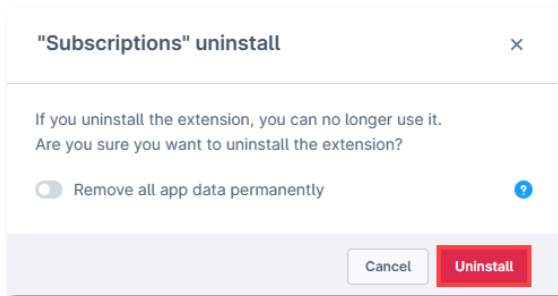 "Subscriptions" uninstall
If you uninstall the extension, you can no longer use it.
Are you sure you want to uninstall the extension?
Remove all app data permanently
?
Cancel
Uninstall